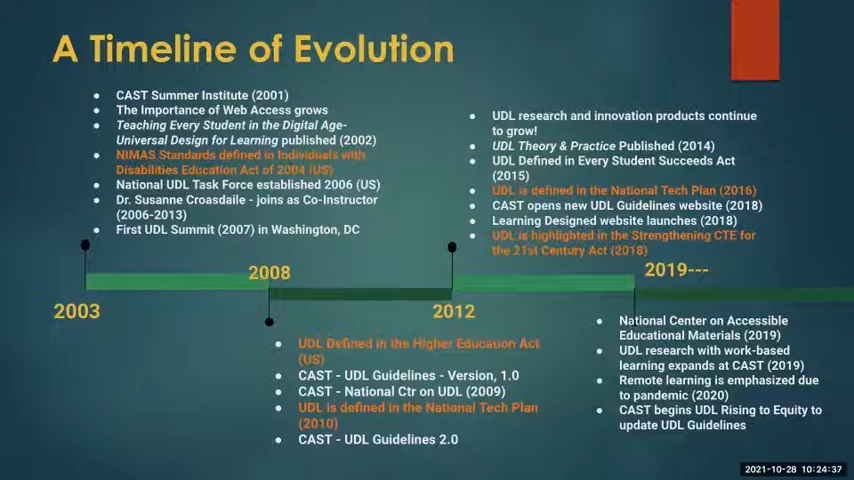 A Timeline of Evolution
• CAST Summer Institute (2001)
• The Importance of Web Access grows
• Teaching Every Student in the Digital Age-
Universal Design for Learning published (2002)
• NIMAS Standards defined in Individuals with
Disabilities Education Act of 2004 (US)
• National UDL Task Force established 2006 (US)
• Dr. Susanne Croasdaile - joins as Co-Instructor
(2006-2013)
• First UDL Summit (2007) in Washington, DC
• UDL research and innovation products continue
to grow!
• UDL Theory & Practice Published (2014)
• UDL Defined in Every Student Succeeds Act
(2015)
• UDL is defined in the National Tech Plan (2016)
• CAST opens new UDL Guidelines website (2018)
• Learning Designed website launches (2018)
• UDL is highlighted in the Strengthening CTE for
the 21st Century Act (2018)
2003
2008
2012
2019---
• UDL Defined in the Higher Education Act
(US)
• CAST - UDL Guidelines - Version, 1.0
• CAST - National Ctr on UDL (2009)
• UDL is defined in the National Tech Plan
(2010)
• CAST - UDL Guidelines 2.0
• National Center on Accessible
Educational Materials (2019)
• UDL research with work-based
learning expands at CAST (2019)
• Remote learning is emphasized due
to pandemic (2020)
• CAST begins UDL Rising to Equity to
update UDL Guidelines
2021-10-28 10:24:37